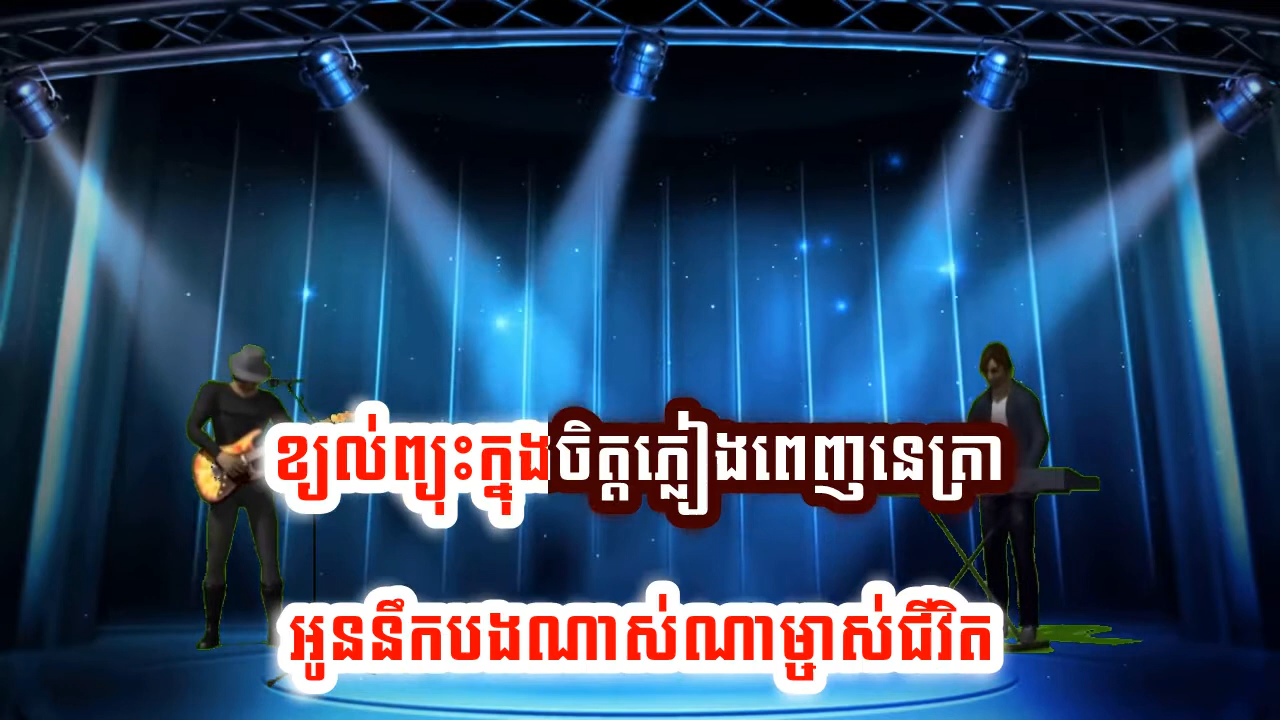 ខ្យល់ព្យុះក្នុងចិត្តភ្លៀងពេញនេត្រា
អូននឹកបងណាស់ណាម្ចាស់ជីវិត